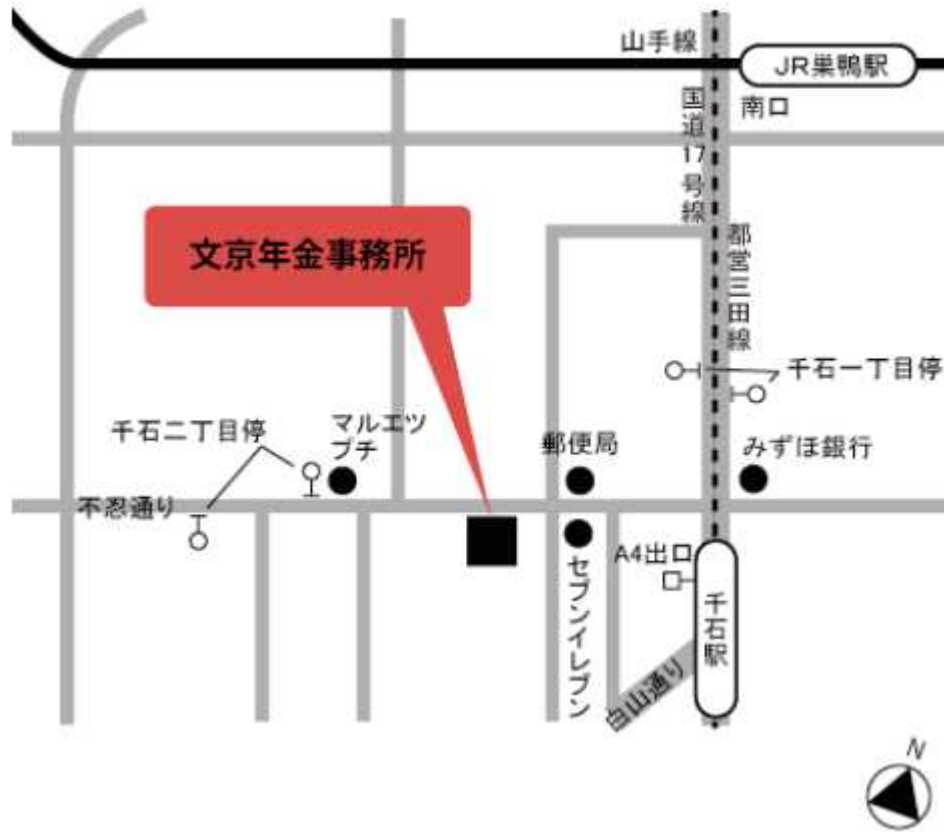 山手線
JR巣鴨駅
国道17号線
南口
文京年金事務所
都営三田線
千石一丁目停
千石二丁目停
マルエツ
プチ
郵便局
みずほ銀行
不忍通り
A4出口
セブンイレブン
千石駅
白山通り
N